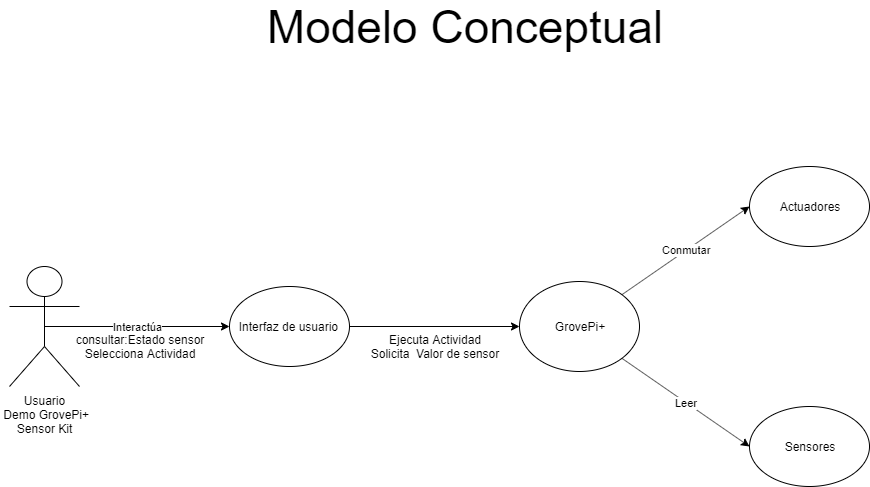 Modelo Conceptual
Actuadores
Conmutar
Interactúa
consultar:Estado sensor
Selecciona Actividad
Interfaz de usuario
Ejecuta Actividad
Solicita  Valor de sensor
GrovePi+
Leer
Usuario
Demo GrovePi+
Sensor Kit
Sensores